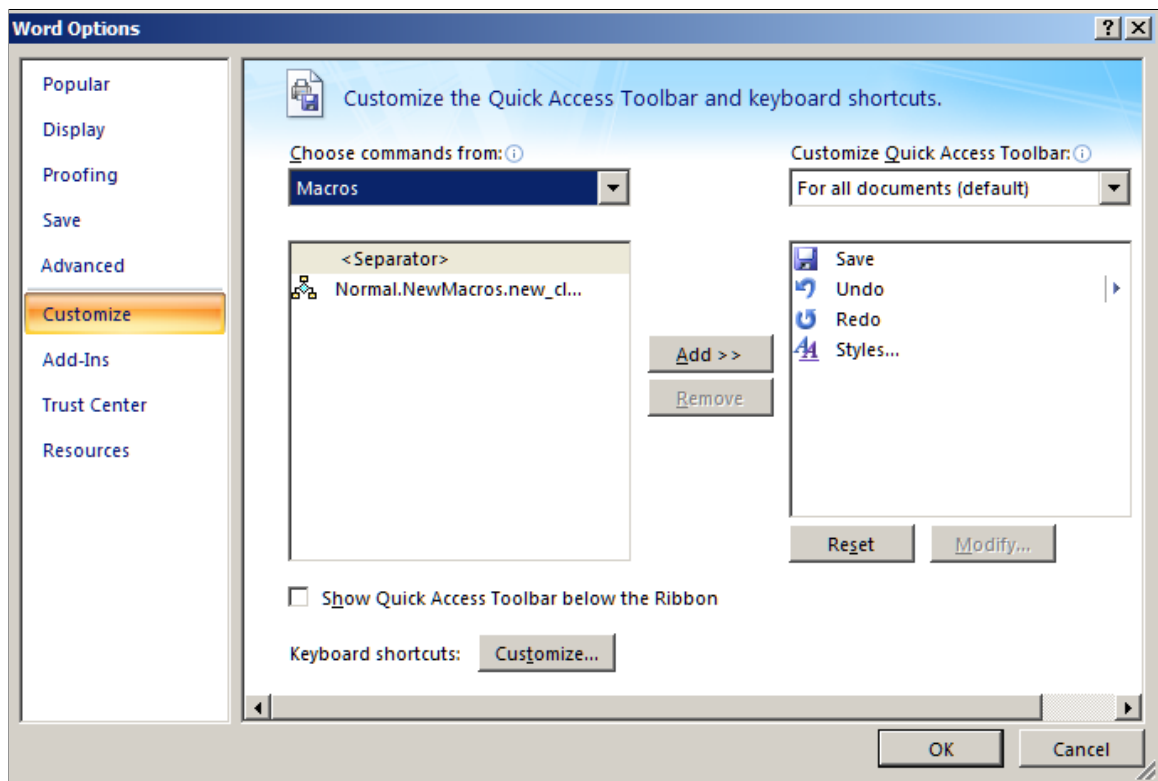 Word Options
Popular
Display
Proofing
Save
Advanced
Customize
Add-Ins
Trust Center
Resources
Customize the Quick Access Toolbar and keyboard shortcuts.
Choose commands from:
Macros
<Separator>
Normal.NewMacros.new_cl...
Add >>
Remove
Customize Quick Access Toolbar:
For all documents (default)
Save
Undo
Redo
Styles...
Reset
Modify...
Show Quick Access Toolbar below the Ribbon
Keyboard shortcuts:
Customize...
OK
Cancel